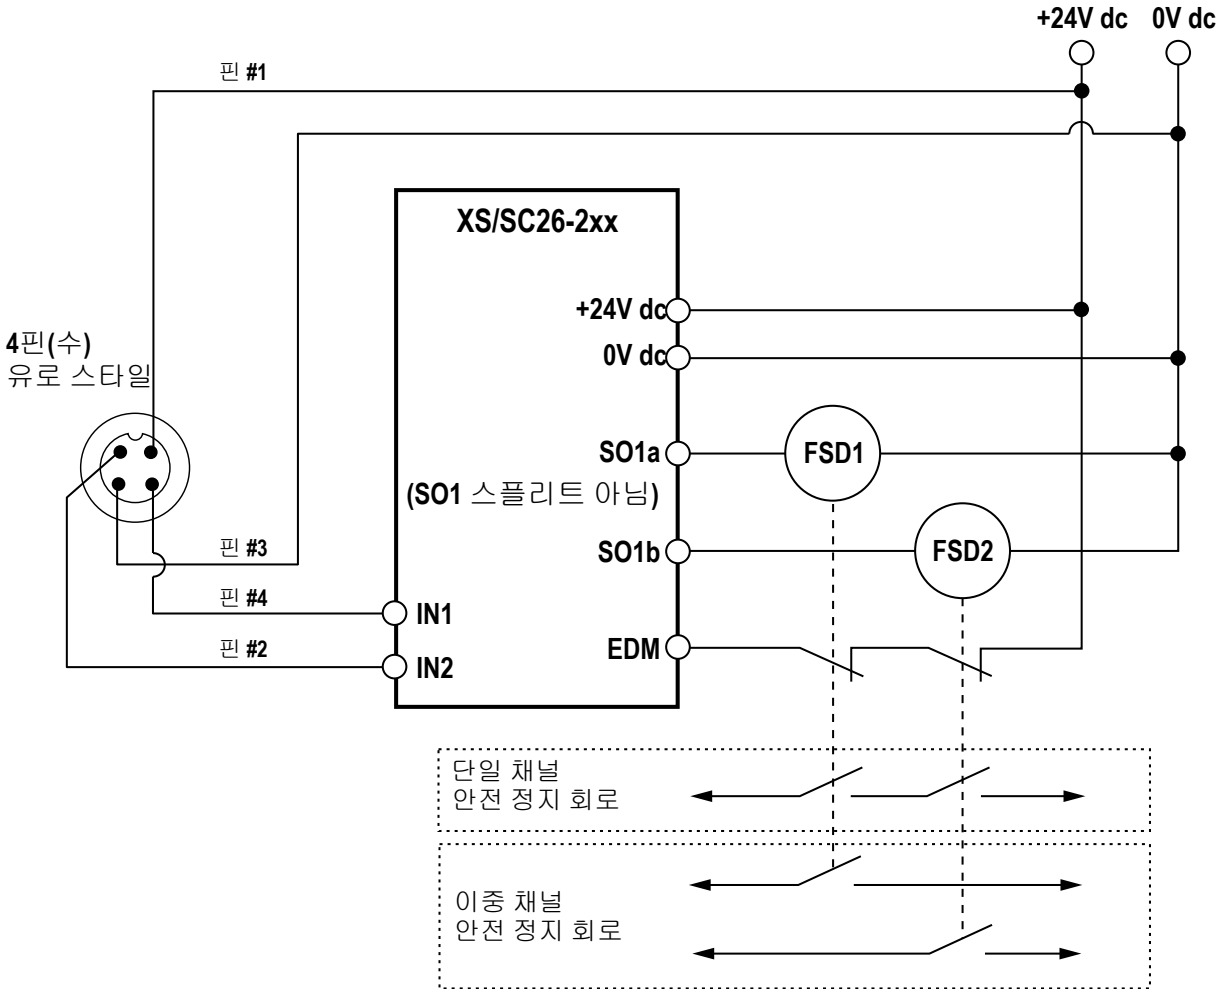 +24V dc 0V dc
핀 #1
XS/SC26-2xx
+24V dc
0V dc
4핀(수)
유로 스타일
SO1a
FSD1
(SO1 스플리트 아님)
SO1b
FSD2
핀 #3
핀 #4
IN1
핀 #2
IN2
EDM
단일 채널
안전 정지 회로
이중 채널
안전 정지 회로